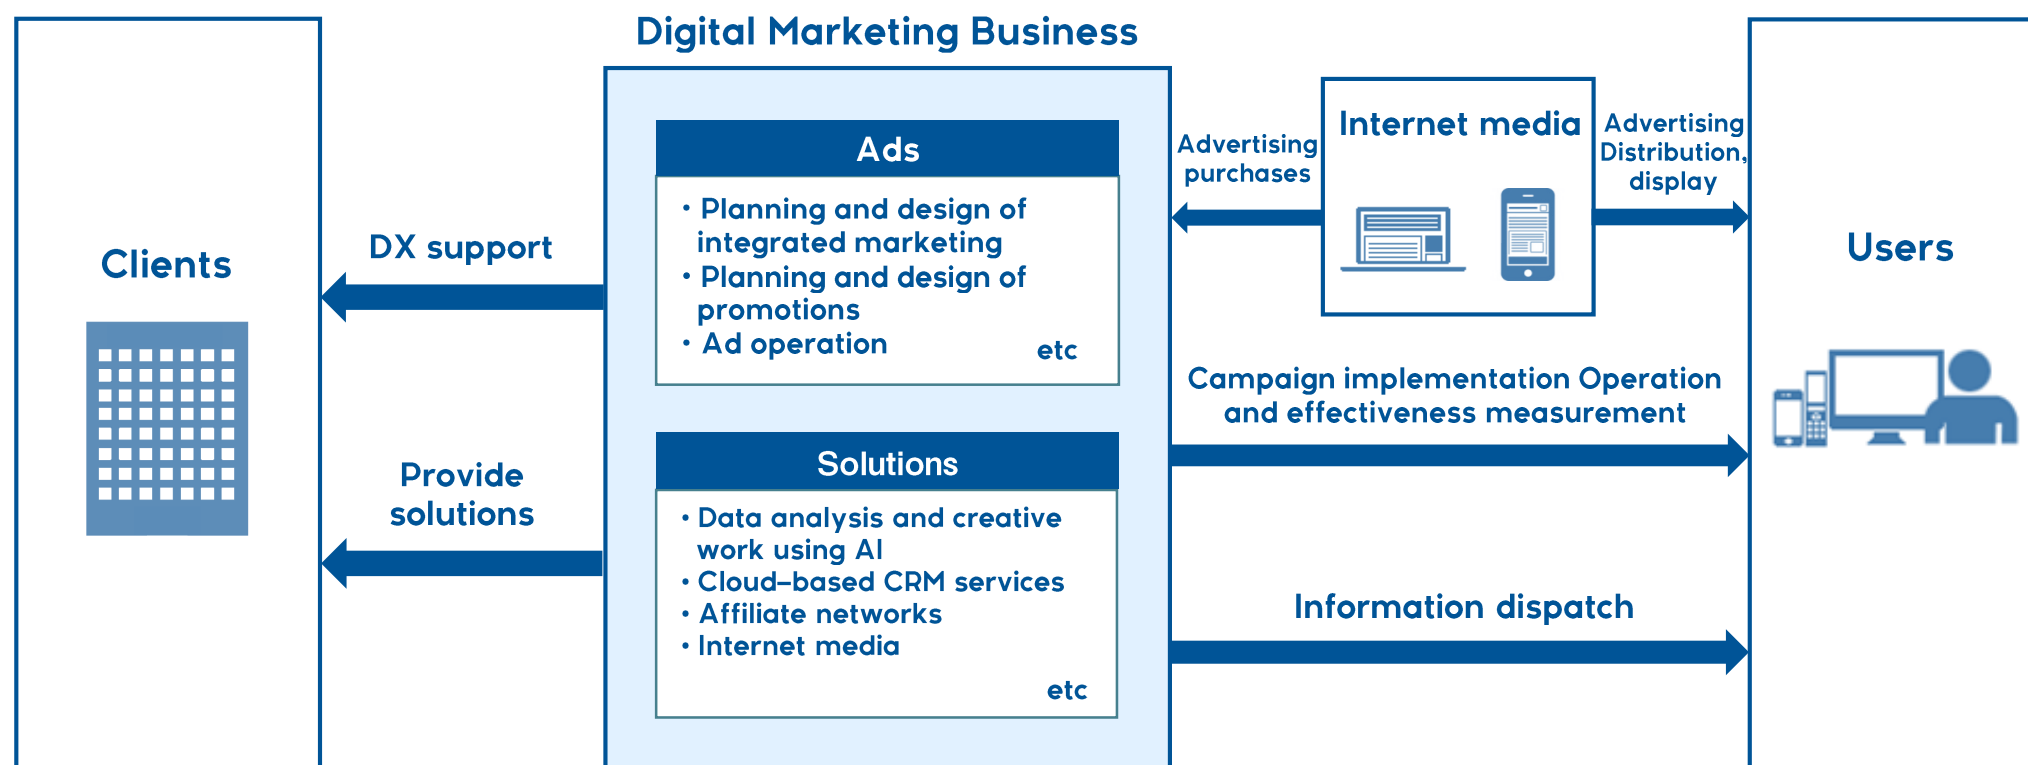 Digital Marketing Business
Clients
DX support
Provide
solutions
Ads
・Planning and design of
integrated marketing
・Planning and design of
promotions
・Ad operation
etc
Solutions
・Data analysis and creative
work using AI
・Cloud–based CRM services
・Affiliate networks
・Internet media
etc
Advertising
purchases
Internet media
Advertising
Distribution,
display
Campaign implementation Operation
and effectiveness measurement
Information dispatch
Users